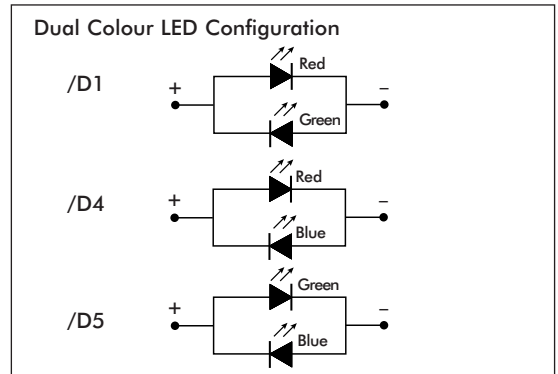 Dual Colour LED Configuration
/D1
+
Red
Green
–
/D4
+
Red
Blue
–
/D5
+
Green
Blue
–